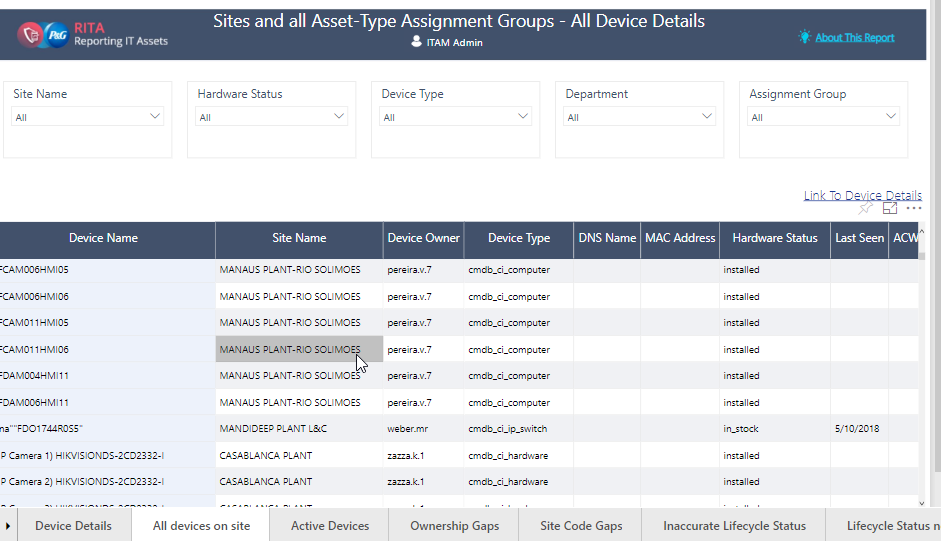 Sites and all Asset-Type Assignment Groups - All Device Details
P&G
RITA
Reporting IT Assets
ITAM Admin
About This Report
Site Name
Hardware Status
Device Type
Department
Assignment Group
All
All
All
All
All
Link To Device Details
Device Name Site Name Device Owner Device Type DNS Name MAC Address Hardware Status Last Seen ACW
FCAM006HMI05 MANAUS PLANT-RIO SOLIMOES pereira.v.7 cmdb_ci_computer installed
FCAM006HMI06 MANAUS PLANT-RIO SOLIMOES pereira.v.7 cmdb_ci_computer installed
FCAM011HMI05 MANAUS PLANT-RIO SOLIMOES pereira.v.7 cmdb_ci_computer installed
FCAM011HMI06 MANAUS PLANT-RIO SOLIMOES pereira.v.7 cmdb_ci_computer installed
FDAM004HMI11 MANAUS PLANT-RIO SOLIMOES pereira.v.7 cmdb_ci_computer installed
FDAM006HMI11 MANAUS PLANT-RIO SOLIMOES pereira.v.7 cmdb_ci_computer installed
na""FDO1744R0S5" MANDIDEEP PLANT L&C weber.mr cmdb_ci_ip_switch in_stock 5/10/2018
P Camera 1) HIKVISIONDS-2CD2332-I CASABLANCA PLANT zazza.k.1 cmdb_ci_hardware installed
P Camera 2) HIKVISIONDS-2CD2332-I CASABLANCA PLANT zazza.k.1 cmdb_ci_hardware installed
Device Details All devices on site Active Devices Ownership Gaps Site Code Gaps Inaccurate Lifecycle Status Lifecycle Status n